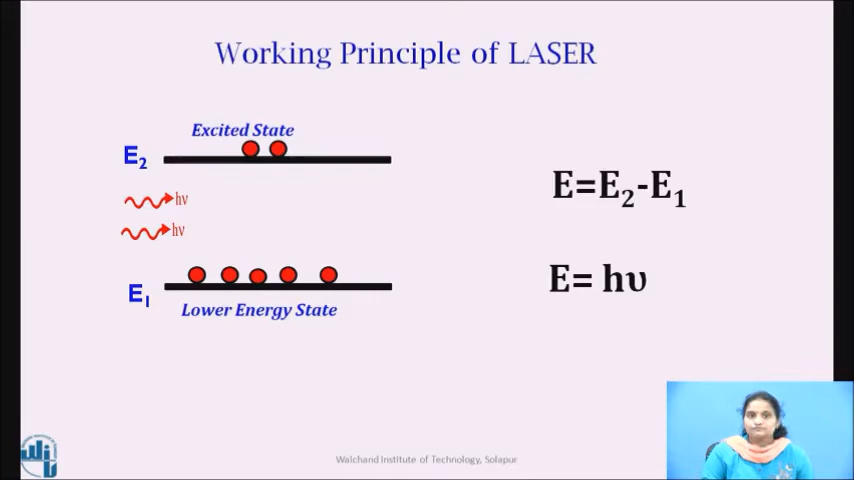 Working Principle of LASER
Excited State
E2
hν
hν
E1
Lower Energy State
E=E2-E1
E= hυ
Walchand Institute of Technology, Solapur